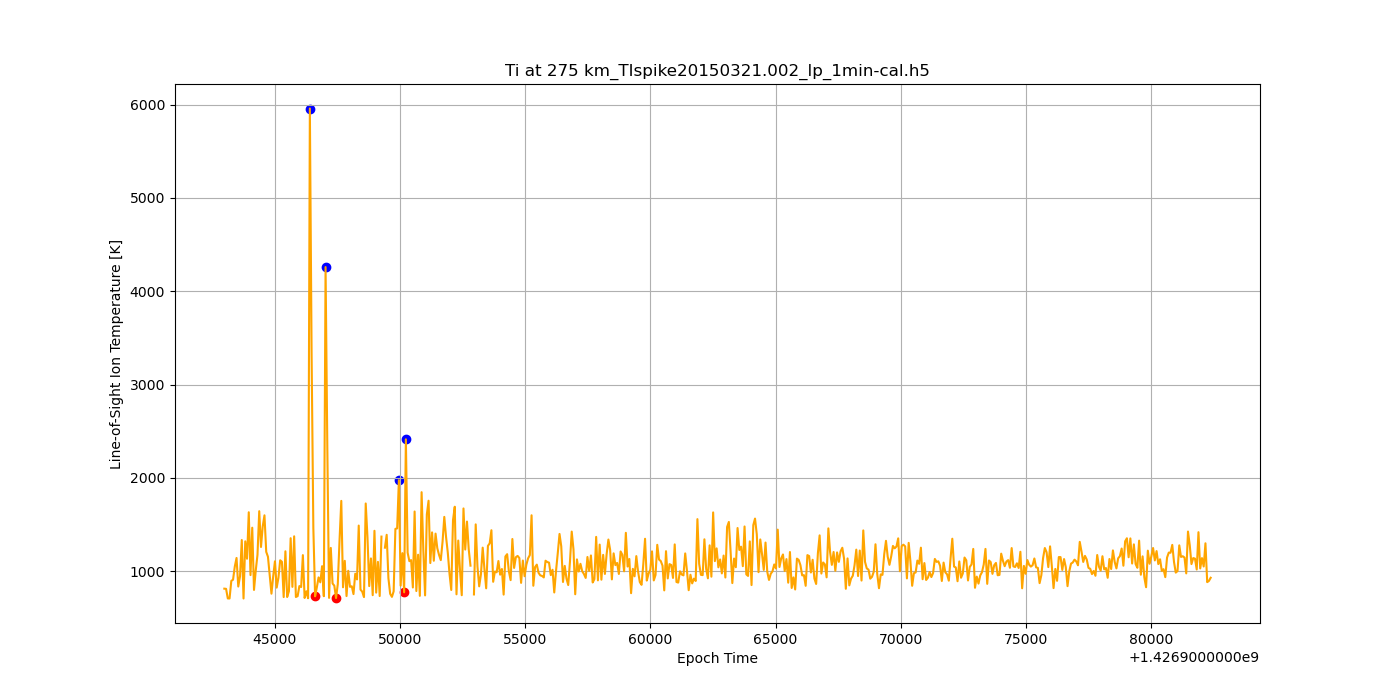 Ti at 275 km_TIspike20150321.002_lp_1min-cal.h5
6000
5000
4000
3000
2000
1000
Line-of-Sight Ion Temperature [K]
45000 50000 55000 60000 65000 70000 75000 80000
Epoch Time
+1.4269000000e9